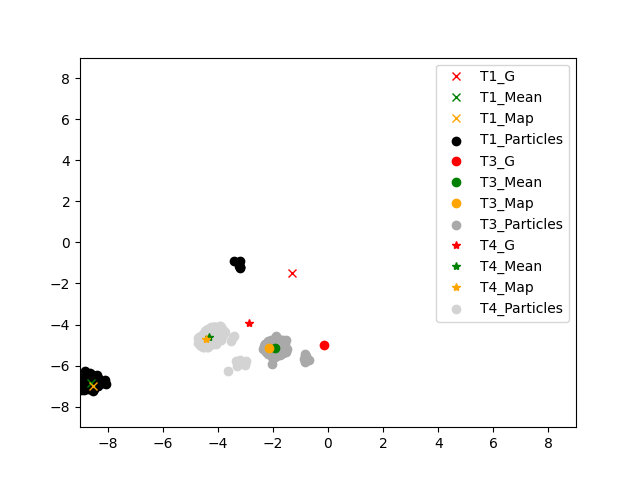 8
6
4
2
0
−2
−4
−6
−8
−8 −6 −4 −2 0 2 4 6 8
T1_G
T1_Mean
T1_Map
T1_Particles
T3_G
T3_Mean
T3_Map
T3_Particles
T4_G
T4_Mean
T4_Map
T4_Particles